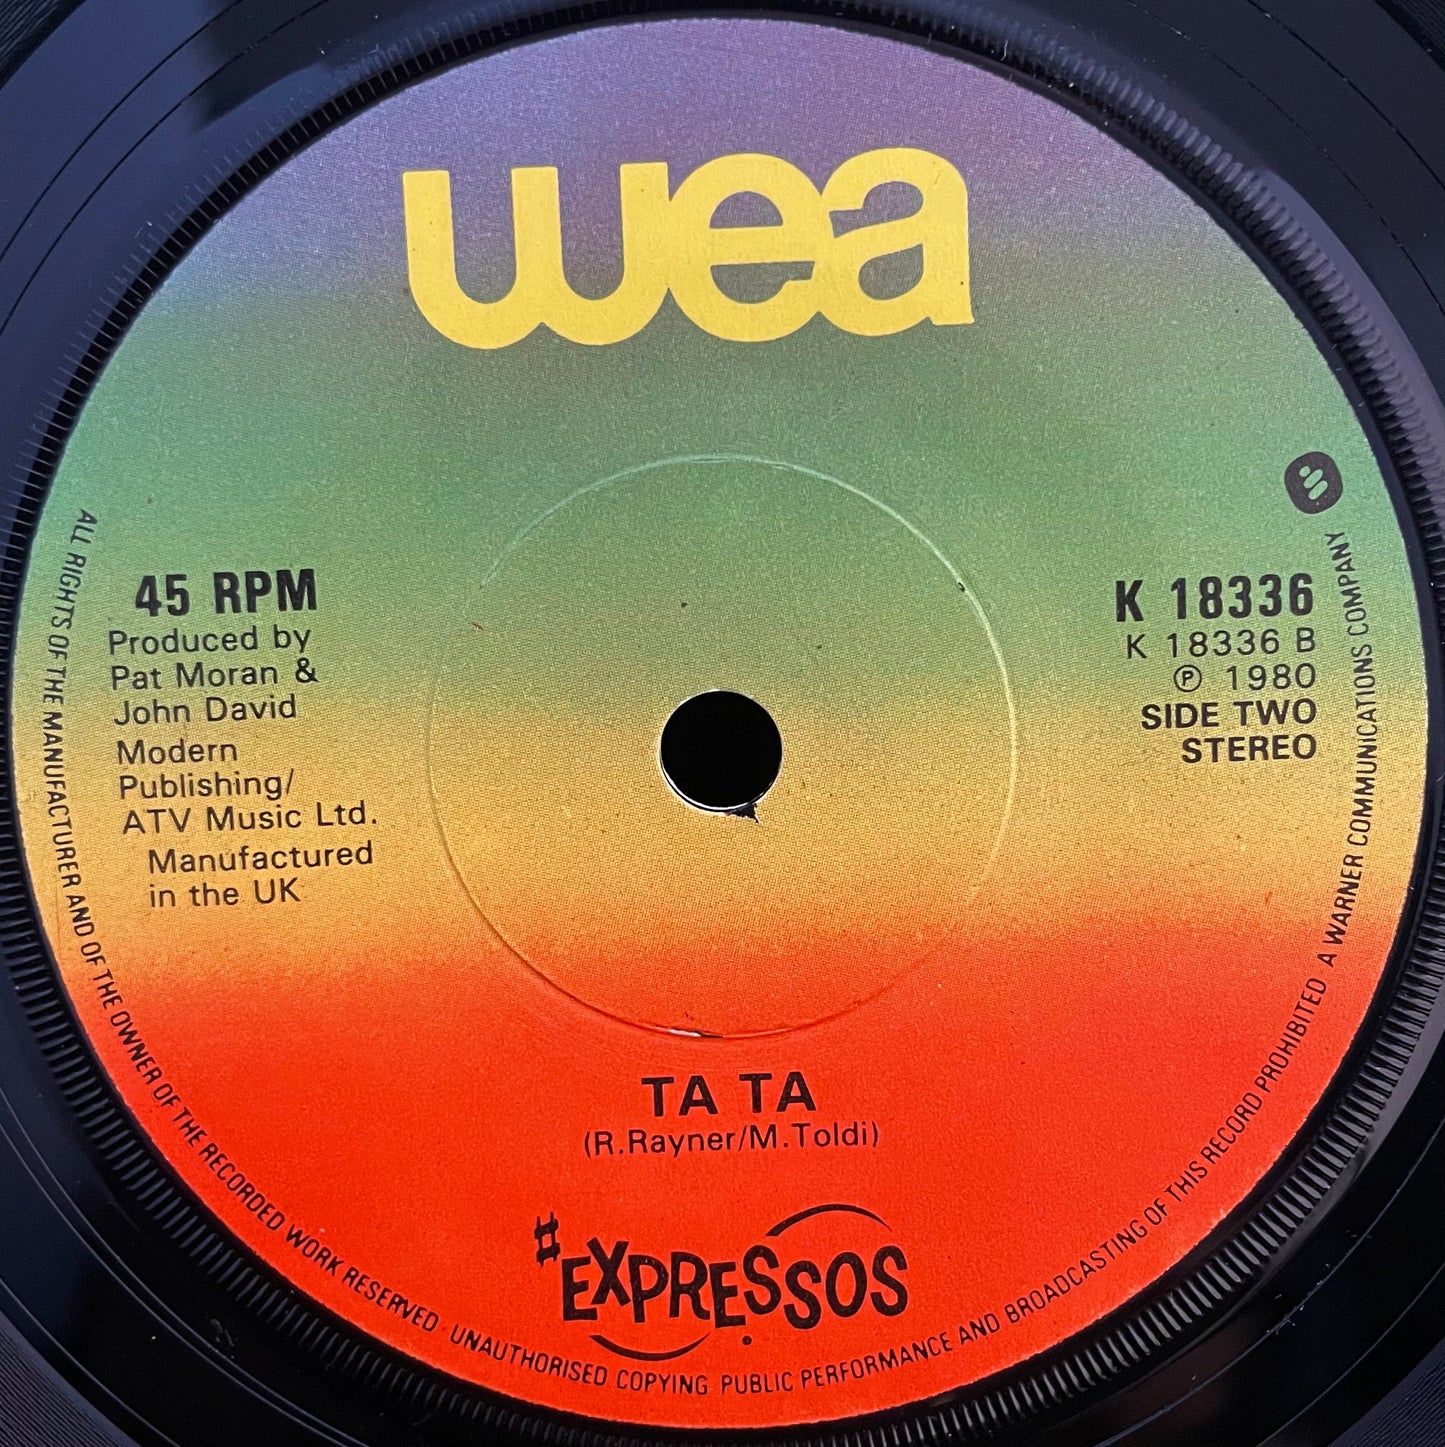 wea
45 RPM
Produced by
Pat Moran &
John David
Modern
Publishing/
ATV Music Ltd.
Manufactured
in the UK
K 18336
K 18336 B
℗ 1980
SIDE TWO
STEREO
TA TA
(R.Rayner/M.Toldi)
#EXPRESSOS
ALL RIGHTS OF THE MANUFACTURER AND OF THE OWNER OF THE RECORDED WORK RESERVED · UNAUTHORISED COPYING PUBLIC PERFORMANCE AND BROADCASTING OF THIS RECORD PROHIBITED A WARNER COMMUNICATIONS COMPANY